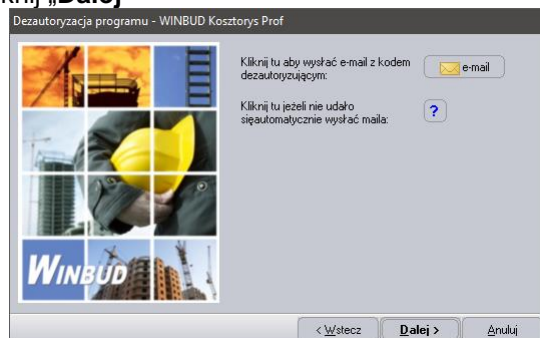 „Dalej
Dezautoryzacja programu - WINBUD Kosztorys Prof
Kliknij tu aby wysłać e-mail z kodem
dezautoryzującym:
e-mail
Kliknij tu jeżeli nie udało
sięautomatycznie wysłać maila:
?
WINBUD
< Wstecz
Dalej >
Anuluj